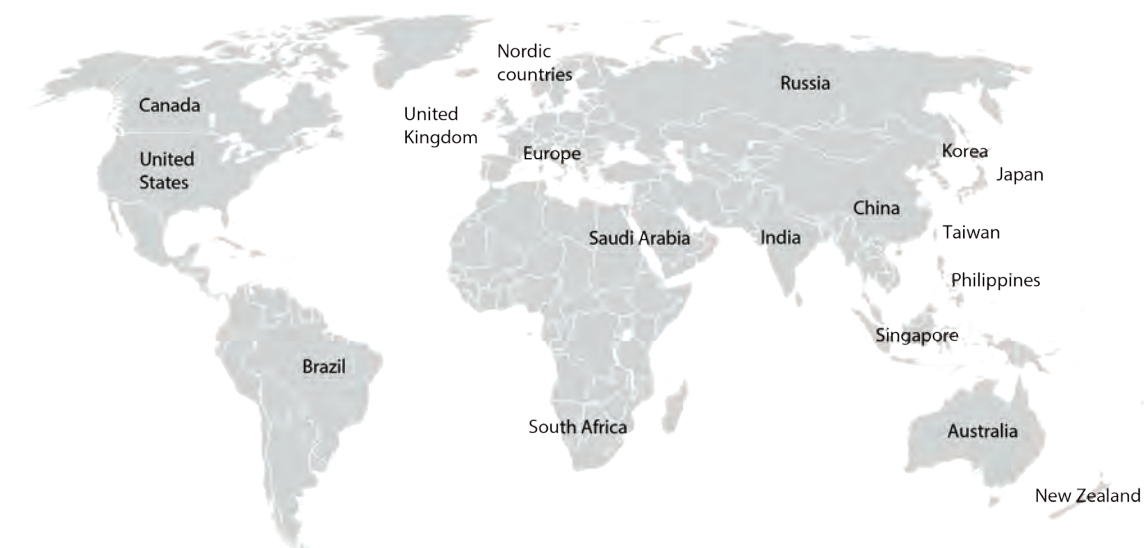 Nordic
countries
Russia
Canada
United
Kingdom
Korea
Europe
United
States
Japan
China
Taiwan
Saudi Arabia
India
Philippines
Singapore
Brazil
South Africa
Australia
New Zealand